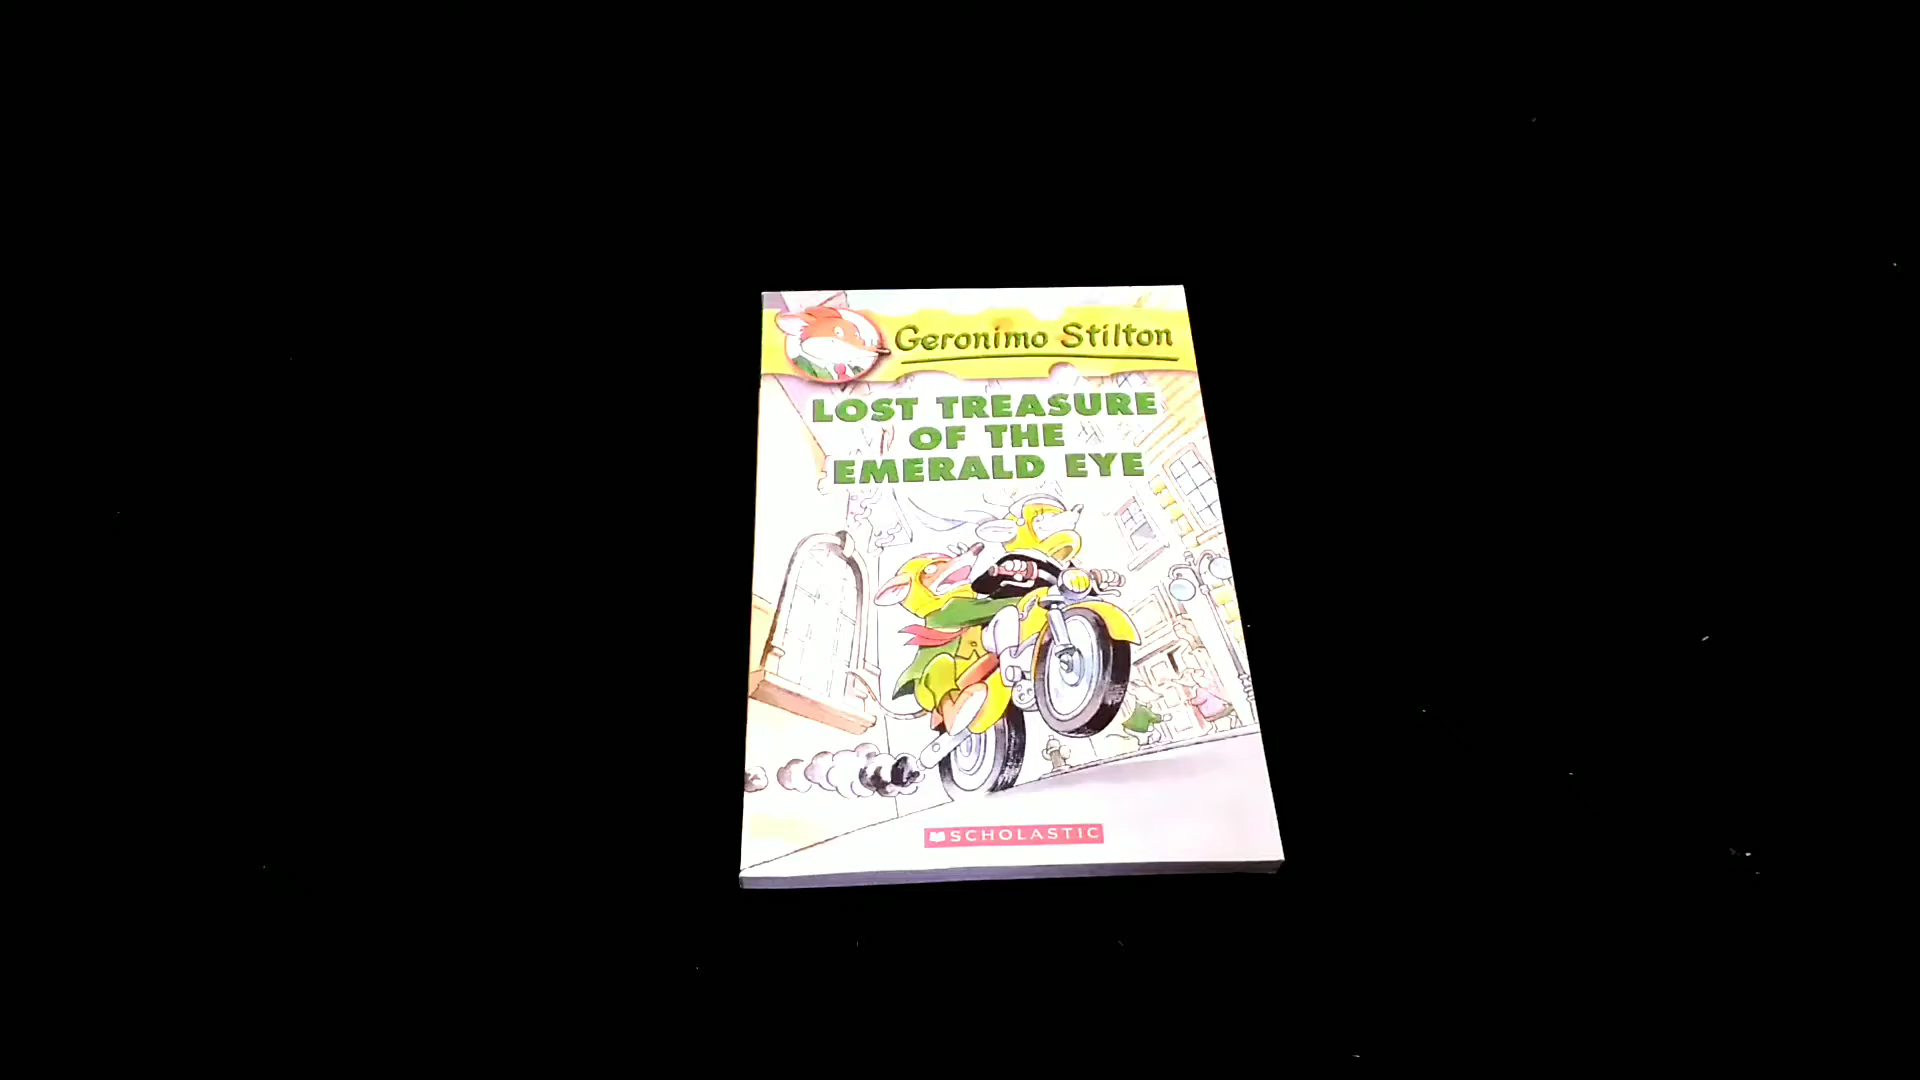 Geronimo Stilton
LOST TREASURE
OF THE
EMERALD EYE
SCHOLASTIC